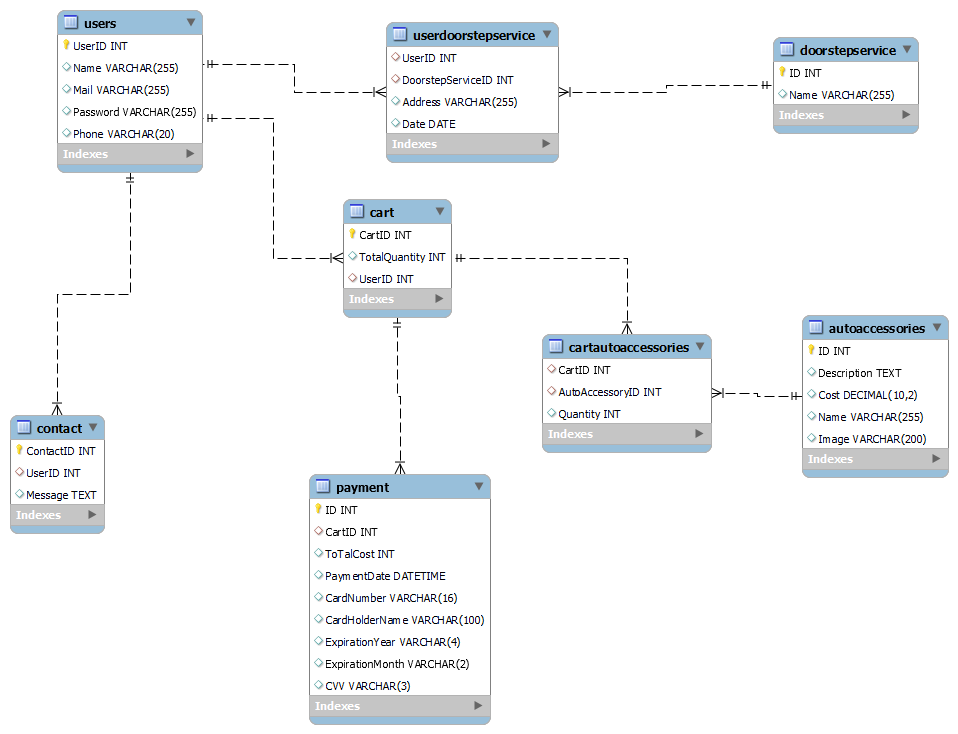 users
UserID INT
Name VARCHAR(255)
Mail VARCHAR(255)
Password VARCHAR(255)
Phone VARCHAR(20)
Indexes
userdoorstepservice
UserID INT
DoorstepServiceID INT
Address VARCHAR(255)
Date DATE
Indexes
doorstepservice
ID INT
Name VARCHAR(255)
Indexes
cart
CartID INT
TotalQuantity INT
UserID INT
Indexes
cartautoaccessories
CartID INT
AutoAccessoryID INT
Quantity INT
Indexes
autoaccessories
ID INT
Description TEXT
Cost DECIMAL(10,2)
Name VARCHAR(255)
Image VARCHAR(200)
Indexes
contact
ContactID INT
UserID INT
Message TEXT
Indexes
payment
ID INT
CartID INT
ToTalCost INT
PaymentDate DATETIME
CardNumber VARCHAR(16)
CardHolderName VARCHAR(100)
ExpirationYear VARCHAR(4)
ExpirationMonth VARCHAR(2)
CVV VARCHAR(3)
Indexes